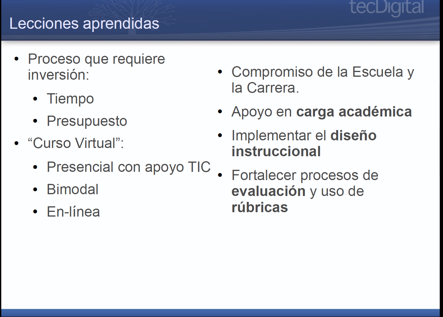 tecDigital
Lecciones aprendidas
• Proceso que requiere
inversión:
• Tiempo
• Presupuesto
• “Curso Virtual”:
• Presencial con apoyo TIC
• Bimodal
• En-línea
• Compromiso de la Escuela y
la Carrera.
• Apoyo en carga académica
• Implementar el diseño
instruccional
• Fortalecer procesos de
evaluación y uso de
rúbricas